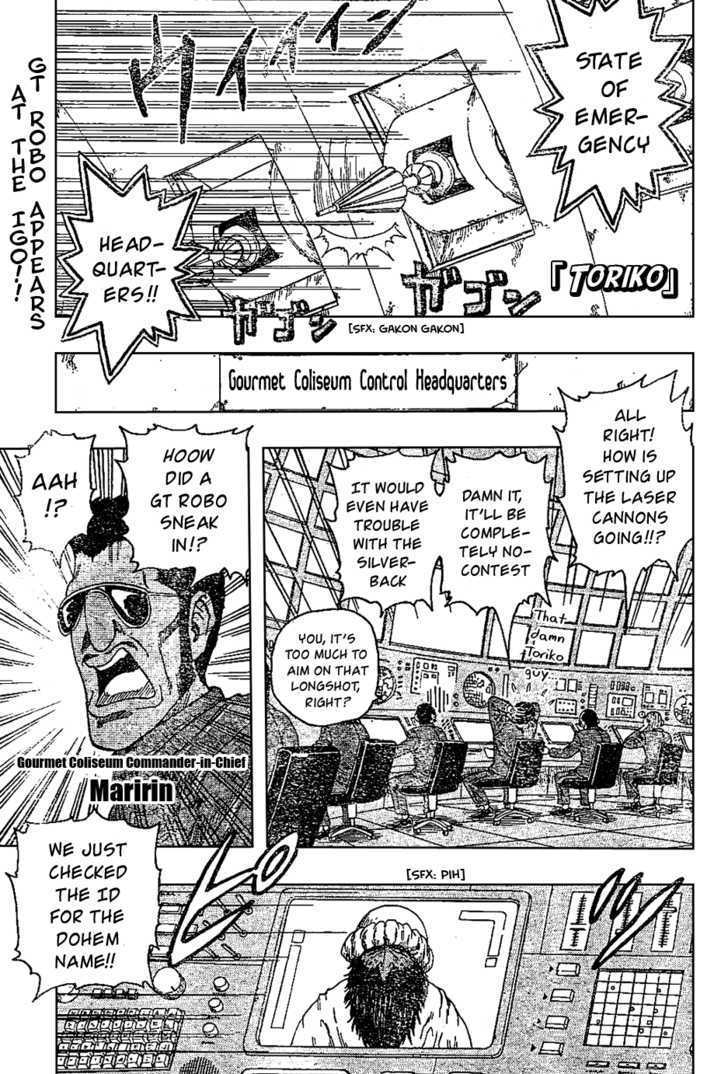 STATE
OF
EMER-
GENCY
GT ROBO APPEARS
AT THE IGO!!
ウイイイン
HEAD-
QUART-
ERS!!
「TORIKO」
ガゴン
ガゴン
[SFX: GAKON GAKON]
Gourmet Coliseum Control Headquarters
ALL
RIGHT!
HOW IS
SETTING UP
THE LASER
CANNONS
GOING!!?
DAMN IT,
IT'LL BE
COMPLE-
TELY NO-
CONTEST
IT WOULD
EVEN HAVE
TROUBLE
WITH THE
SILVER-
BACK
That
damn
Toriko
guy
YOU, IT'S
TOO MUCH TO
AIM ON THAT
LONGSHOT,
RIGHT?
HOOW
DID A
GT ROBO
SNEAK
IN!?
AAH
!?
Gourmet Coliseum Commander-in-Chief
Maririn
[SFX: PIH]
WE JUST
CHECKED
THE ID
FOR THE
DOHEM
NAME!!
ピッ